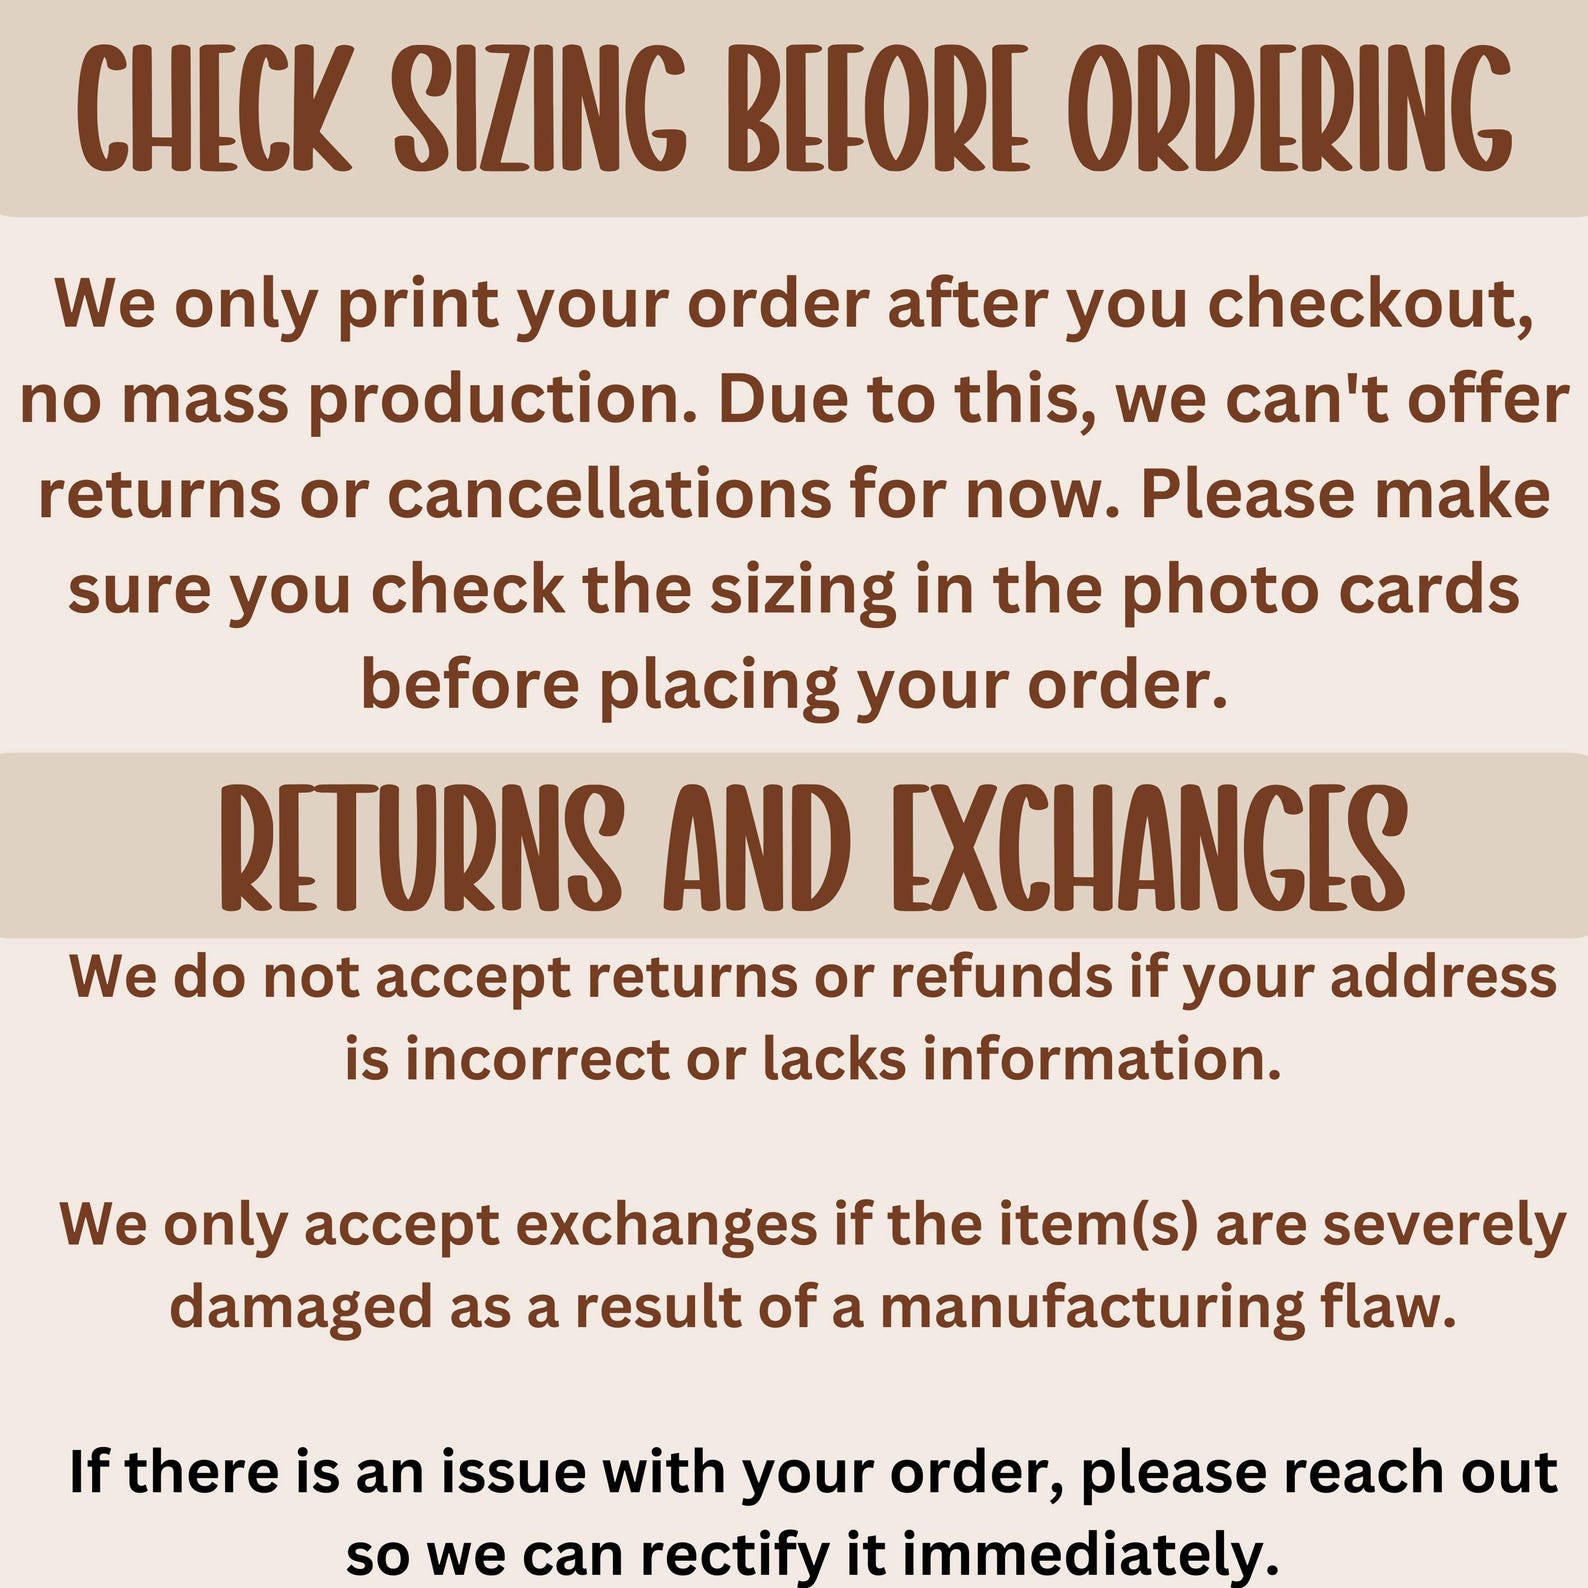 CHECK SIZING BEFORE ORDERING
We only print your order after you checkout,
no mass production. Due to this, we can't offer
returns or cancellations for now. Please make
sure you check the sizing in the photo cards
before placing your order.
RETURNS AND EXCHANGES
We do not accept returns or refunds if your address
is incorrect or lacks information.
We only accept exchanges if the item(s) are severely
damaged as a result of a manufacturing flaw.
If there is an issue with your order, please reach out
so we can rectify it immediately.